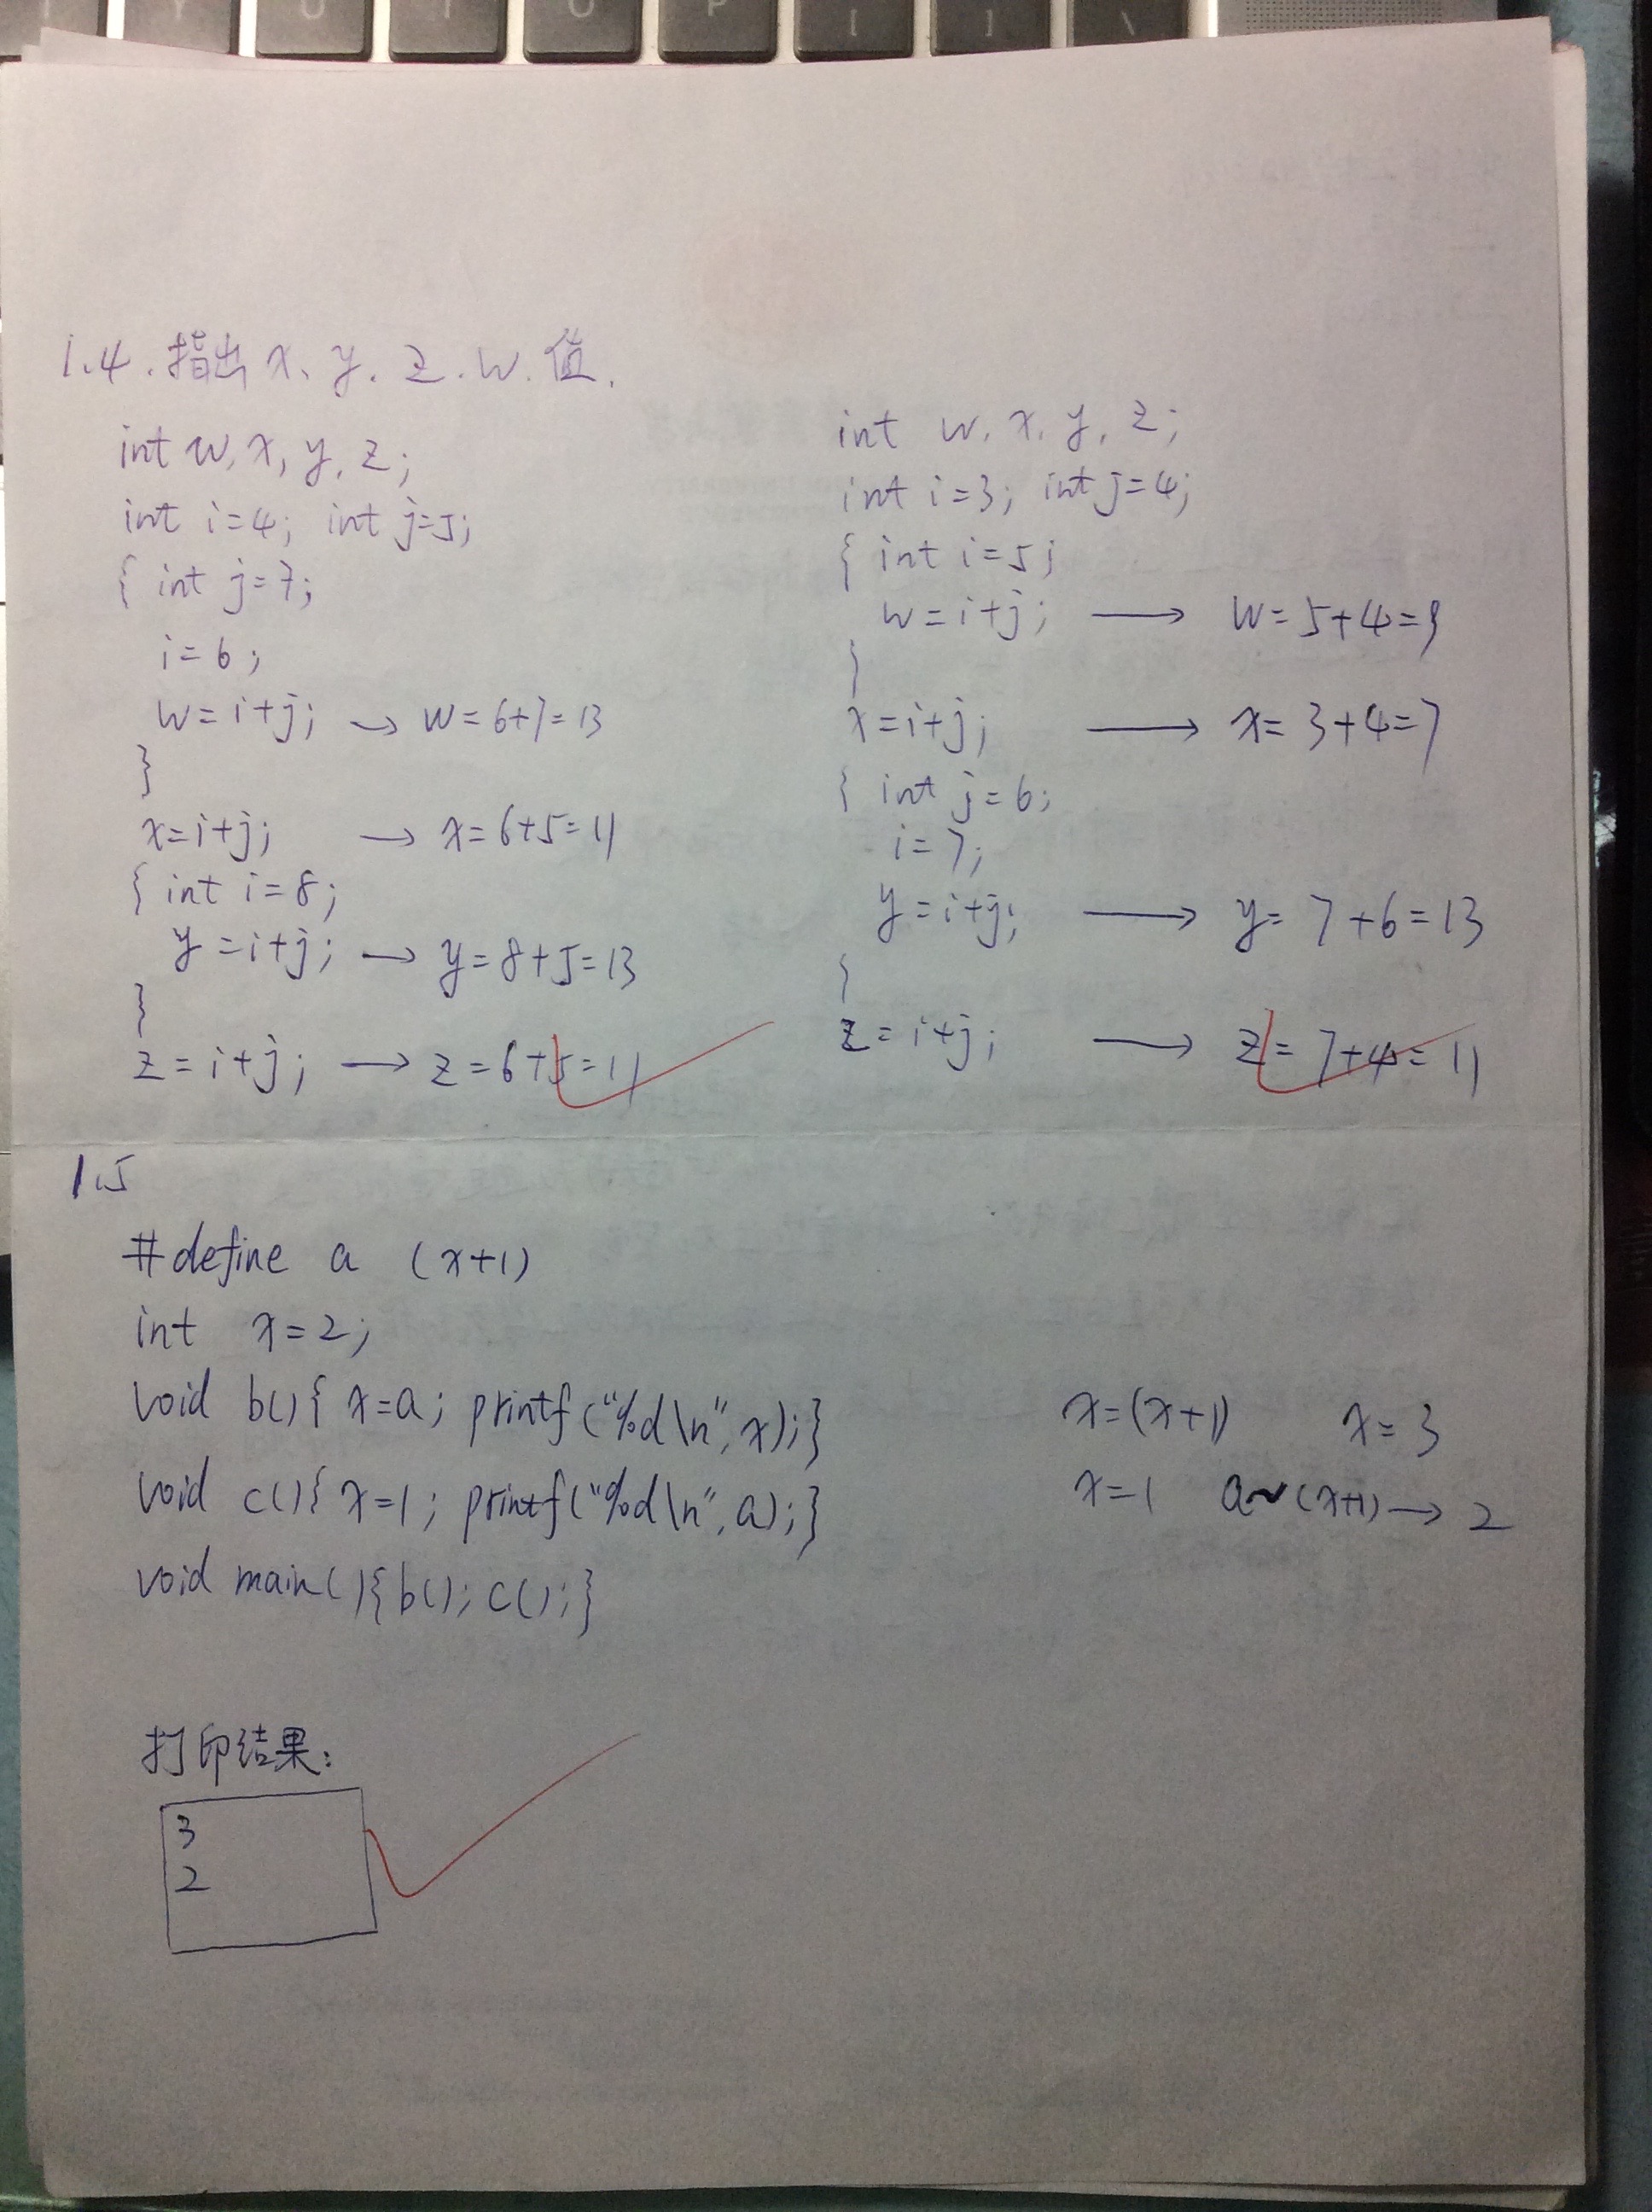 Y U I O P [ ] \
1.4.指出 x、y、z.w.值.
int w, x, y, z;
int i=4; int j=5;
{ int j=7;
i=6;
w=i+j; → w=6+7=13
}
x=i+j; → x=6+5=11
{ int i=8;
y=i+j; → y=8+5=13
}
z=i+j; → z=6+5=11
int w, x, y, z;
int i=3; int j=4;
{ int i=5;
w=i+j; → w=5+4=9
}
x=i+j; → x=3+4=7
{ int j=6;
i=7;
y=i+j; → y=7+6=13
}
z=i+j; → z=7+4=11
1.5
#define a (x+1)
int x=2;
void b(){ x=a; printf("%d\n", x);} x=(x+1) x=3
void c(){ x=1; printf("%d\n", a);} x=1 a~(x+1)→2
void main(){b(); c();}
打印结果:
3
2